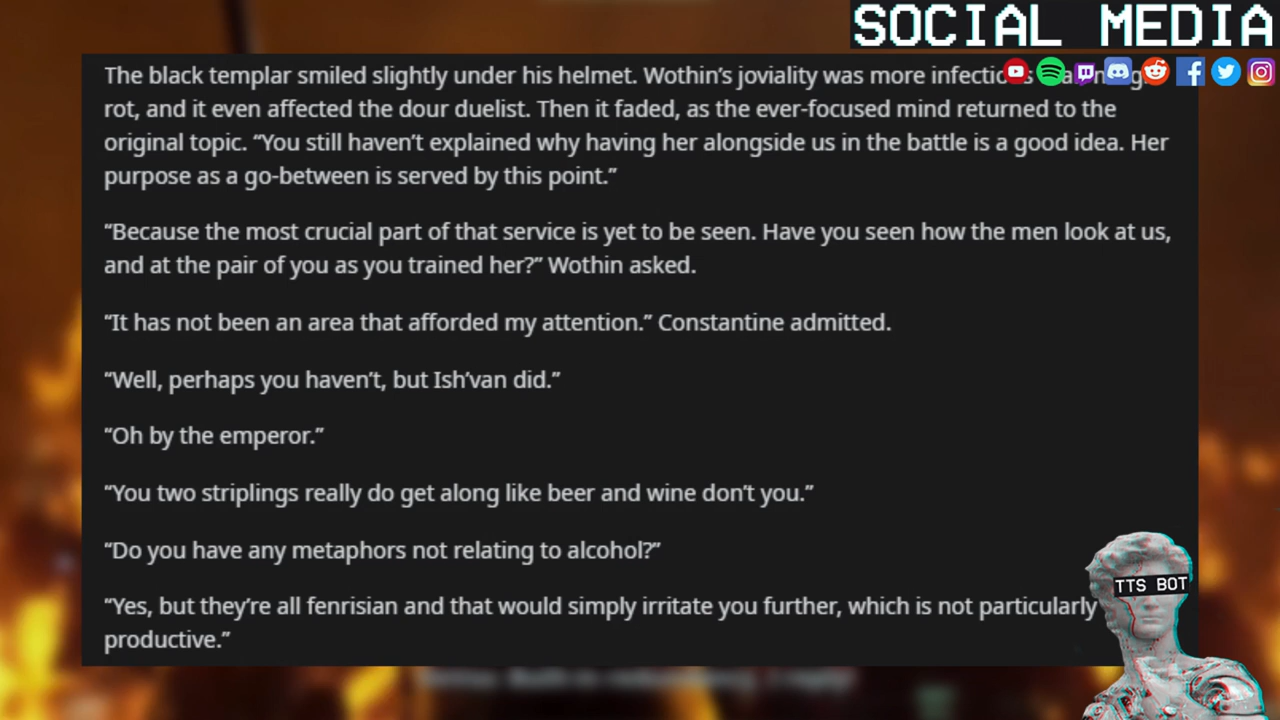 SOCIAL MEDIA
The black templar smiled slightly under his helmet. Wothin’s joviality was more
rot, and it even affected the dour duelist. Then it faded, as the ever-focused mind returned to the
original topic. “You still haven’t explained why having her alongside us in the battle is a good idea. Her
purpose as a go-between is served by this point.”
“Because the most crucial part of that service is yet to be seen. Have you seen how the men look at us,
and at the pair of you as you trained her?” Wothin asked.
“It has not been an area that afforded my attention.” Constantine admitted.
“Well, perhaps you haven’t, but Ish’van did.”
“Oh by the emperor.”
“You two striplings really do get along like beer and wine don’t you.”
“Do you have any metaphors not relating to alcohol?”
“Yes, but they’re all fenrisian and that would simply irritate you further, which is not particularly
productive.”
TTS BOT